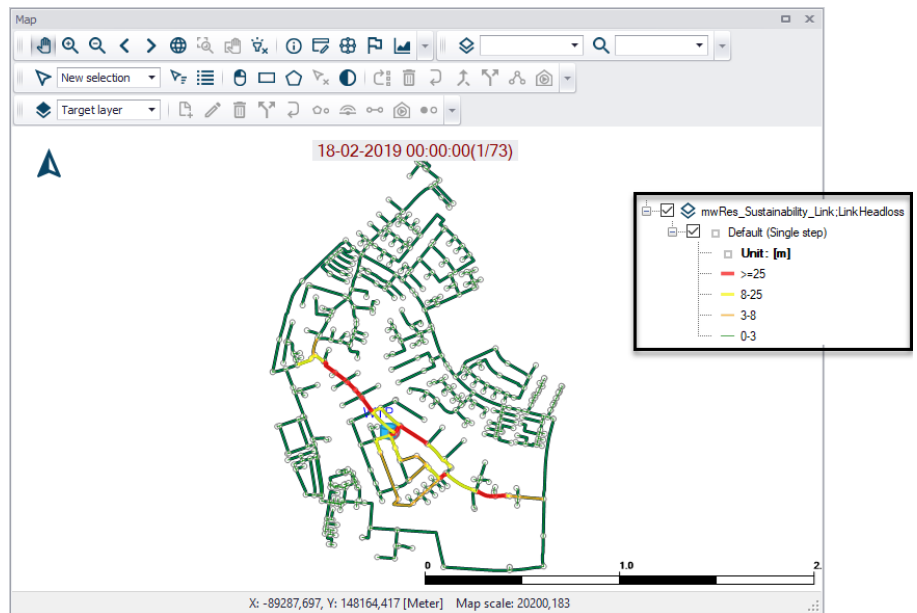 Map
New selection
Target layer
18-02-2019 00:00:00(1/73)
mwRes_Sustainability_Link;LinkHeadloss
Default (Single step)
Unit: [m]
>=25
8-25
3-8
0-3
0 1.0 2.
X: -89287,697, Y: 148164,417 [Meter] Map scale: 20200,183